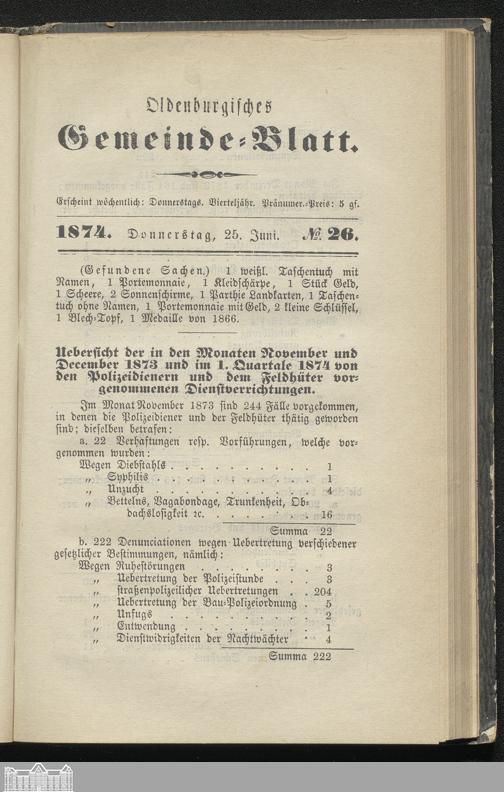 Oldenburgisches
Gemeinde=Blatt.
Erscheint wöchentlich: Donnerstags. Vierteljähr. Pränumer.=Preis: 5 gf.
1874. Donnerstag, 25. Juni. № 26.
(Gefundene Sachen.) 1 weißl. Taschentuch mit
Namen, 1 Portemonnaie, 1 Kleidschärpe, 1 Stück Geld,
1 Scheere, 2 Sonnenschirme, 1 Parthie Landkarten, 1 Taschen-
tuch ohne Namen, 1 Portemonnaie mit Geld, 2 kleine Schlüssel,
1 Blech=Topf, 1 Medaille von 1866.
Uebersicht der in den Monaten November und
December 1873 und im 1. Quartale 1874 von
den Polizeidienern und dem Feldhüter vor-
genommenen Dienstverrichtungen.
Im Monat November 1873 sind 244 Fälle vorgekommen,
in denen die Polizeidiener und der Feldhüter thätig geworden
sind; dieselben betrafen:
a. 22 Verhaftungen resp. Vorführungen, welche vor-
genommen wurden:
Wegen Diebstahls . . . . . . . . . . 1
„ Syphilis . . . . . . . . . . . 1
„ Unzucht . . . . . . . . . . . 4
„ Bettelns, Vagabondage, Trunkenheit, Ob-
dachslosigkeit ꝛc. . . . . . . . . 16
Summa 22
b. 222 Denunciationen wegen Uebertretung verschiedener
gesetzlicher Bestimmungen, nämlich:
Wegen Ruhestörungen . . . . . . . . . 3
„ Uebertretung der Polizeistunde . . . 3
„ straßenpolizeilicher Uebertretungen . . 204
„ Uebertretung der Bau=Polizeiordnung . 5
„ Unfugs . . . . . . . . . . . 2
„ Entwendung . . . . . . . . . . 1
„ Dienstwidrigkeiten der Nachtwächter . 4
Summa 222